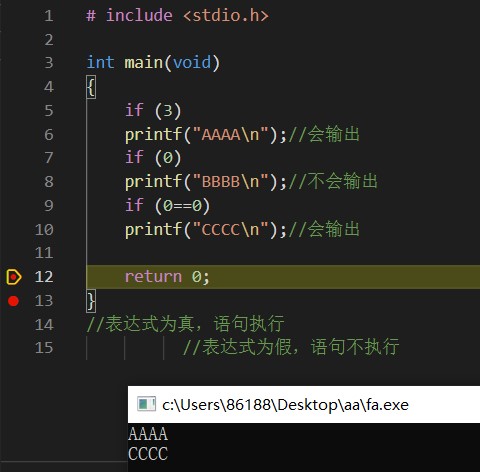 1 # include <stdio.h>
2
3 int main(void)
4 {
5 if (3)
6 printf("AAAA\n");//会输出
7 if (0)
8 printf("BBBB\n");//不会输出
9 if (0==0)
10 printf("CCCC\n");//会输出
11
12 return 0;
13 }
14 //表达式为真，语句执行
15 //表达式为假，语句不执行
c:\Users\86188\Desktop\aa\fa.exe
AAAA
CCCC